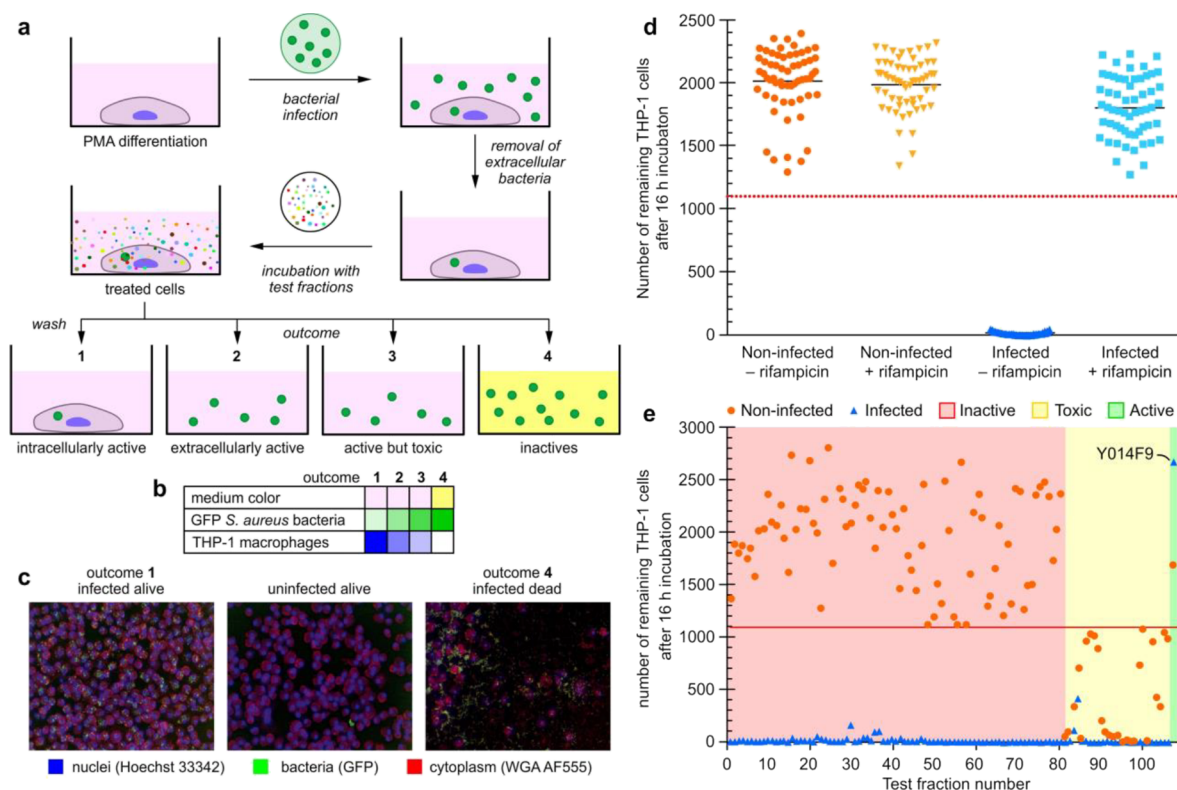 a
bacterial
infection
PMA differentiation
removal of
extracellular
bacteria
incubation with
test fractions
treated cells
wash
outcome
1
2
3
4
intracellularly active
extracellularly active
active but toxic
inactives
b
outcome
1 2 3 4
medium color
GFP S. aureus bacteria
THP-1 macrophages
c
outcome 1
infected alive
uninfected alive
outcome 4
infected dead
nuclei (Hoechst 33342)
bacteria (GFP)
cytoplasm (WGA AF555)
d
Number of remaining THP-1 cells
after 16 h incubaton
2500
2000
1500
1000
500
0
Non-infected
– rifampicin
Non-infected
+ rifampicin
Infected
– rifampicin
Infected
+ rifampicin
e
Non-infected
Infected
Inactive
Toxic
Active
number of remaining THP-1 cells
after 16 h incubation
3000
2500
2000
1500
1000
500
0
Y014F9
0 10 20 30 40 50 60 70 80 90 100
Test fraction number